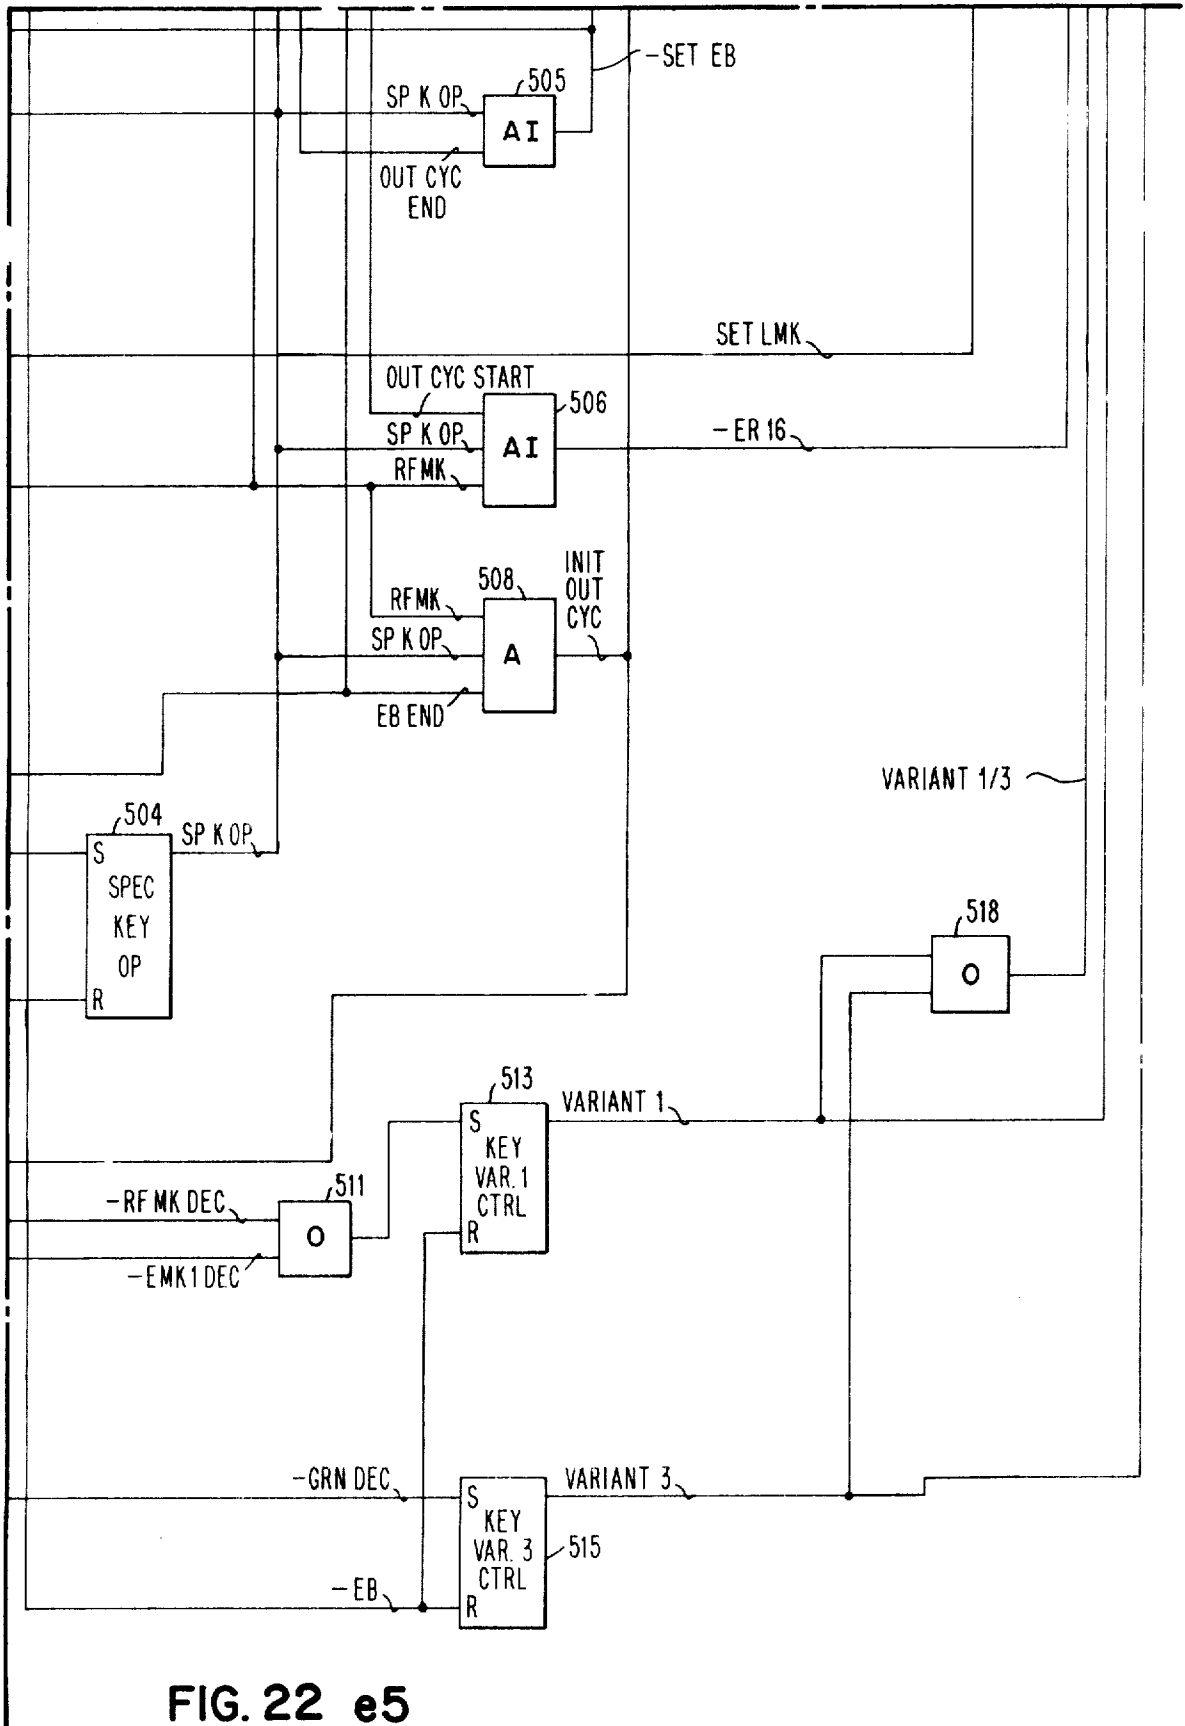 -SET EB
505
SP K OP
AI
OUT CYC
END
SET LMK
OUT CYC START
506
SP K OP
AI
-ER 16
RFMK
INIT
OUT
CYC
508
RFMK
SP K OP
A
EB END
VARIANT 1/3
504
SP K OP
S
SPEC
KEY
OP
R
518
O
513
VARIANT 1
S
KEY
VAR. 1
CTRL
R
511
-RFMK DEC
O
-EMK1 DEC
-GRN DEC
VARIANT 3
S
KEY
VAR. 3
CTRL
515
-EB
R
FIG. 22 e5